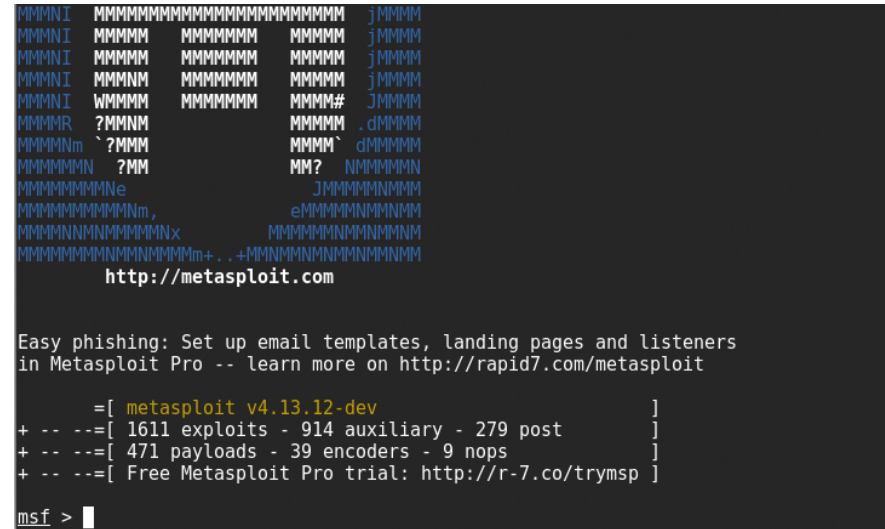 MMMNI  MMMMMMMMMMMMMMMMMMMMMMM  jMMMM
MMMNI  MMMMM   MMMMMMM   MMMMM  jMMMM
MMMNI  MMMMM   MMMMMMM   MMMMM  jMMMM
MMMNI  MMMNM   MMMMMMM   MMMMM  jMMMM
MMMNI  WMMMM   MMMMMMM   MMMM#  JMMMM
MMMMR  ?MMNM             MMMMM .dMMMM
MMMMNm `?MMM             MMMM` dMMMMM
MMMMMMN  ?MM             MM?  NMMMMMN
MMMMMMMMNe                 JMMMMMNMMM
MMMMMMMMMMNm,            eMMMMMNMMNMM
MMMMNNMNMMMMMNx        MMMMMMNMMNMMNM
MMMMMMMMNMMNMMMMm+..+MMNMMNMNMMNMMNMM
        http://metasploit.com
Easy phishing: Set up email templates, landing pages and listeners
in Metasploit Pro -- learn more on http://rapid7.com/metasploit
       =[ metasploit v4.13.12-dev                         ]
+ -- --=[ 1611 exploits - 914 auxiliary - 279 post        ]
+ -- --=[ 471 payloads - 39 encoders - 9 nops             ]
+ -- --=[ Free Metasploit Pro trial: http://r-7.co/trymsp ]
msf >